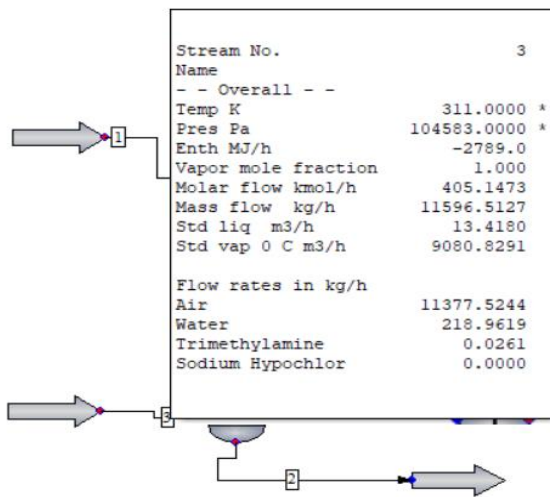 Stream No. 3
Name
- - Overall - -
Temp K 311.0000 *
Pres Pa 104583.0000 *
Enth MJ/h -2789.0
Vapor mole fraction 1.000
Molar flow kmol/h 405.1473
Mass flow kg/h 11596.5127
Std liq m3/h 13.4180
Std vap 0 C m3/h 9080.8291
Flow rates in kg/h
Air 11377.5244
Water 218.9619
Trimethylamine 0.0261
Sodium Hypochlor 0.0000
1
3
2